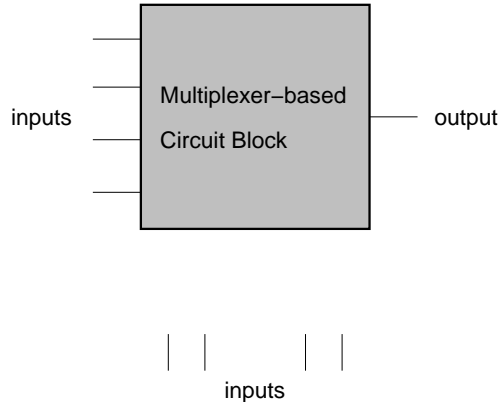 Multiplexer−based
inputs
output
Circuit Block
inputs